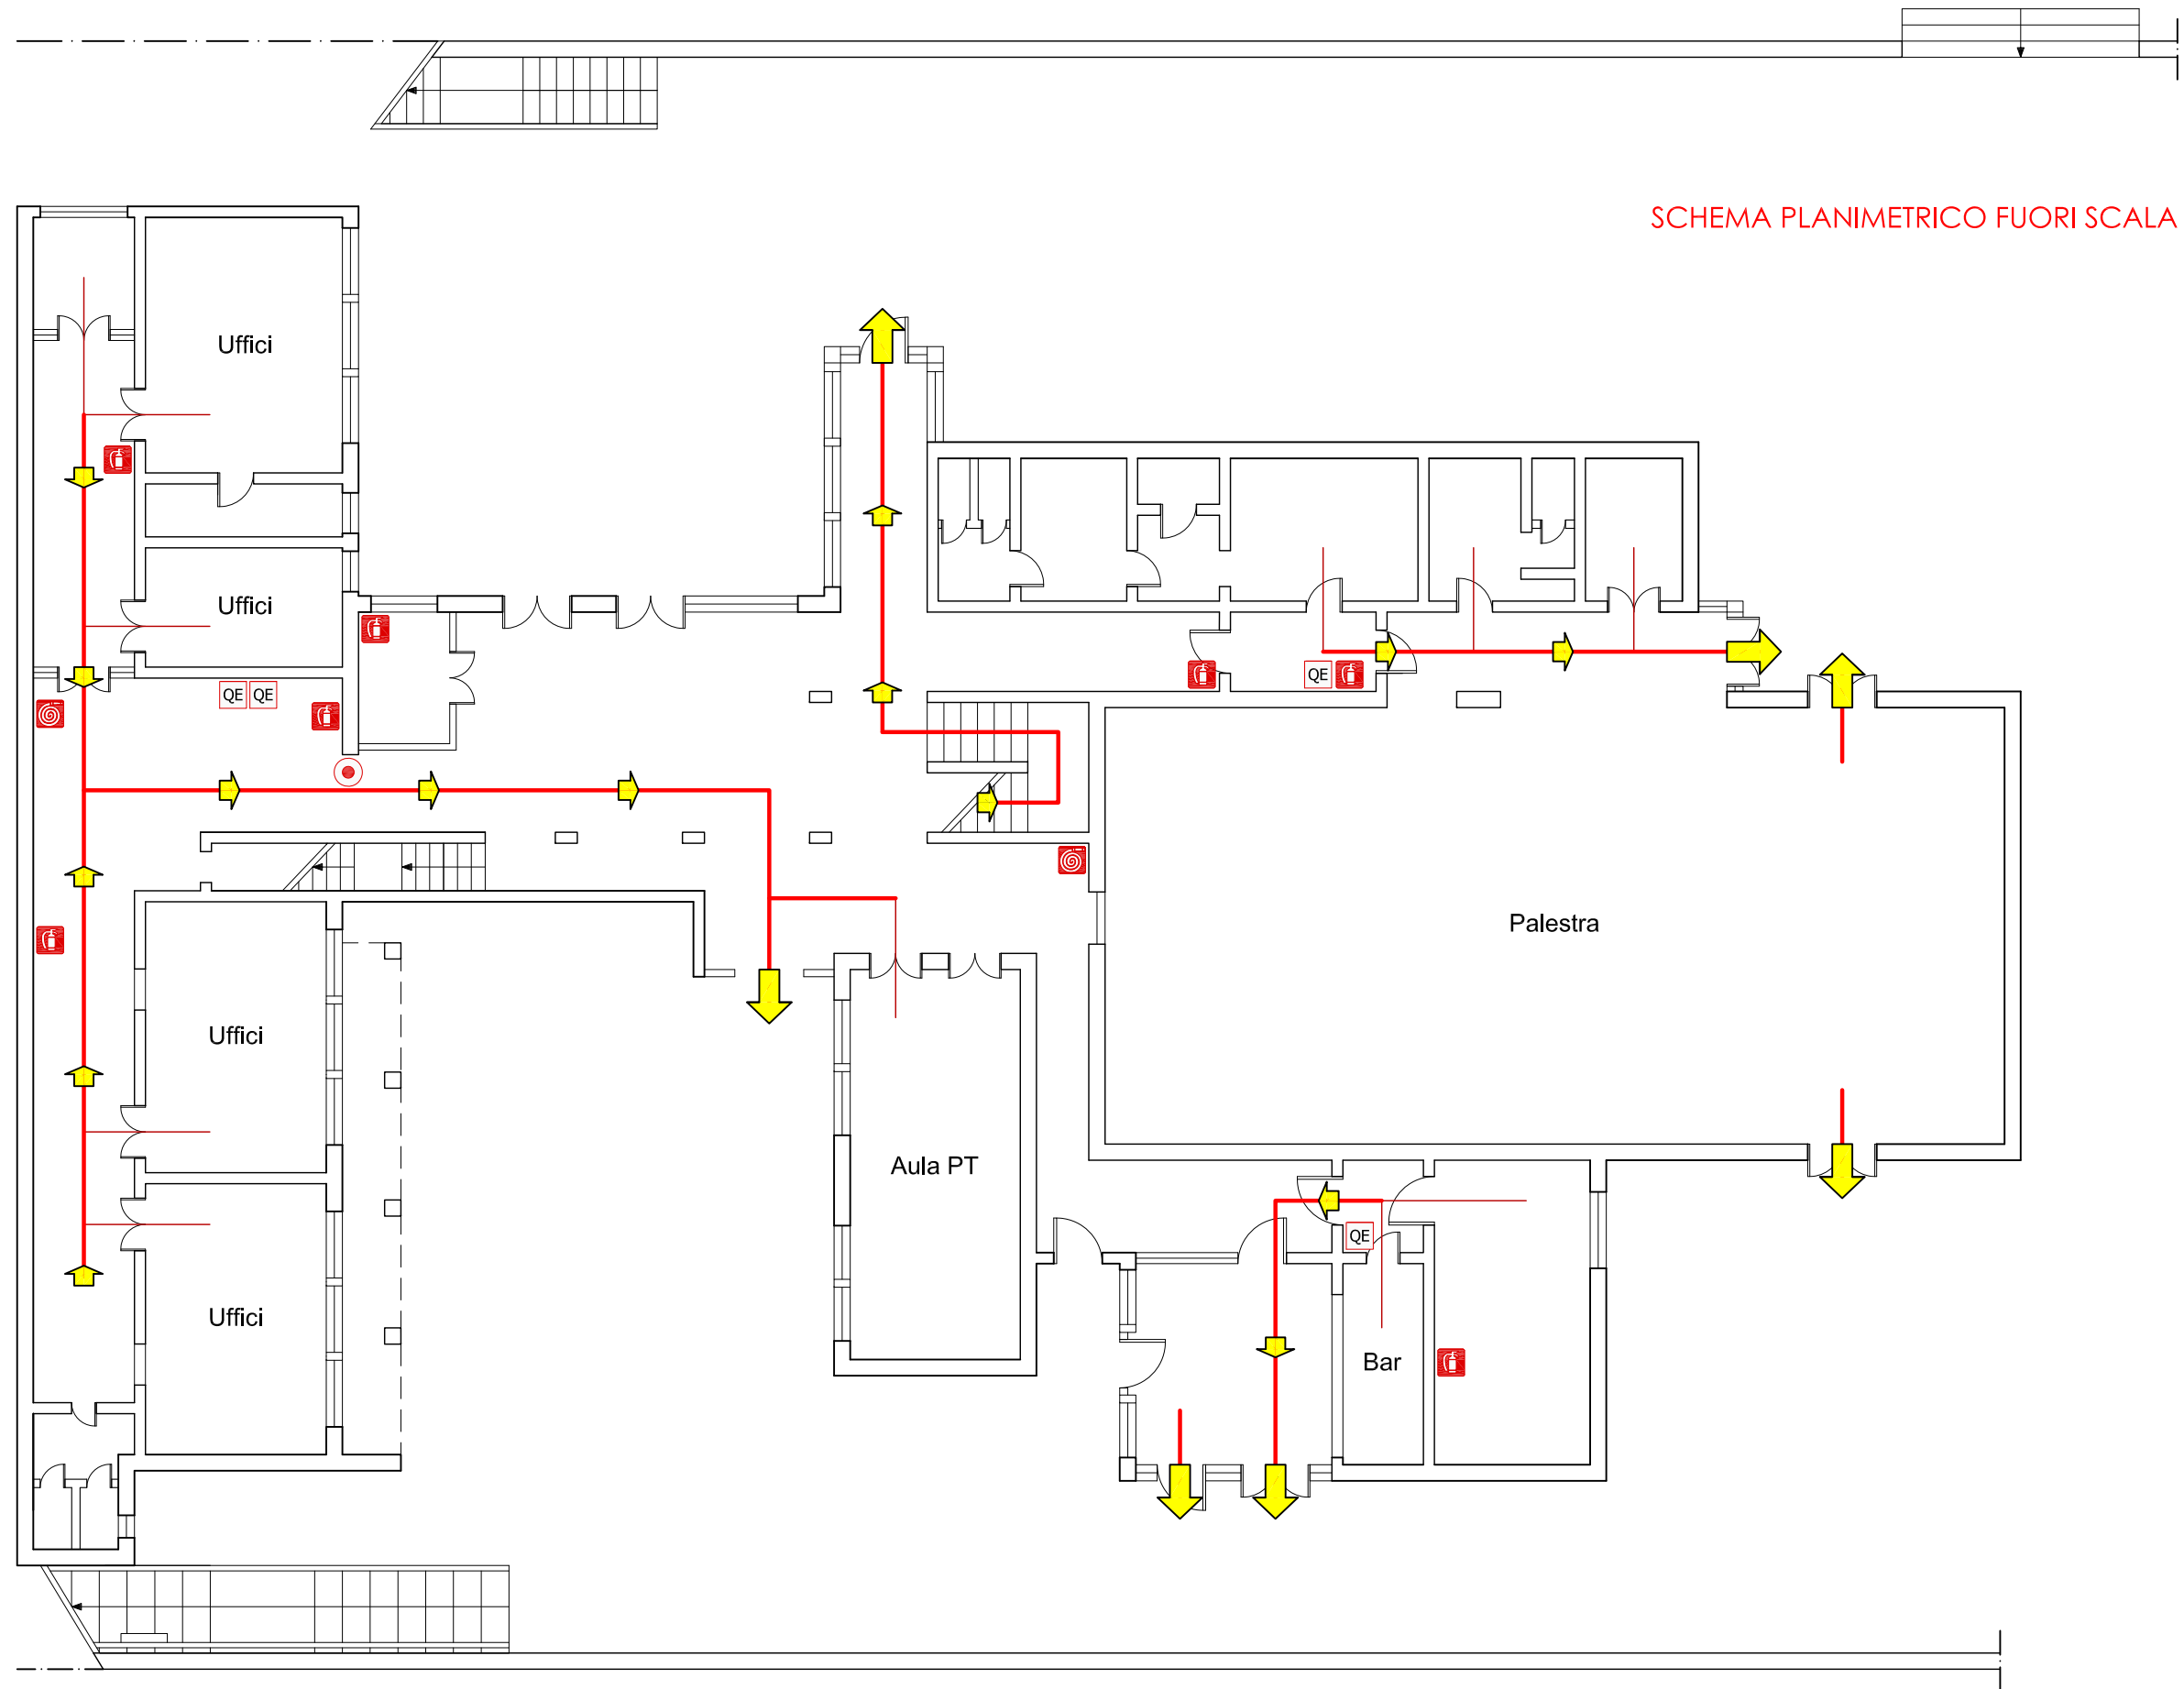 SCHEMA PLANIMETRICO FUORI SCALA
Uffici
Uffici
QE QE
QE
Palestra
Uffici
Aula PT
QE
Uffici
Bar